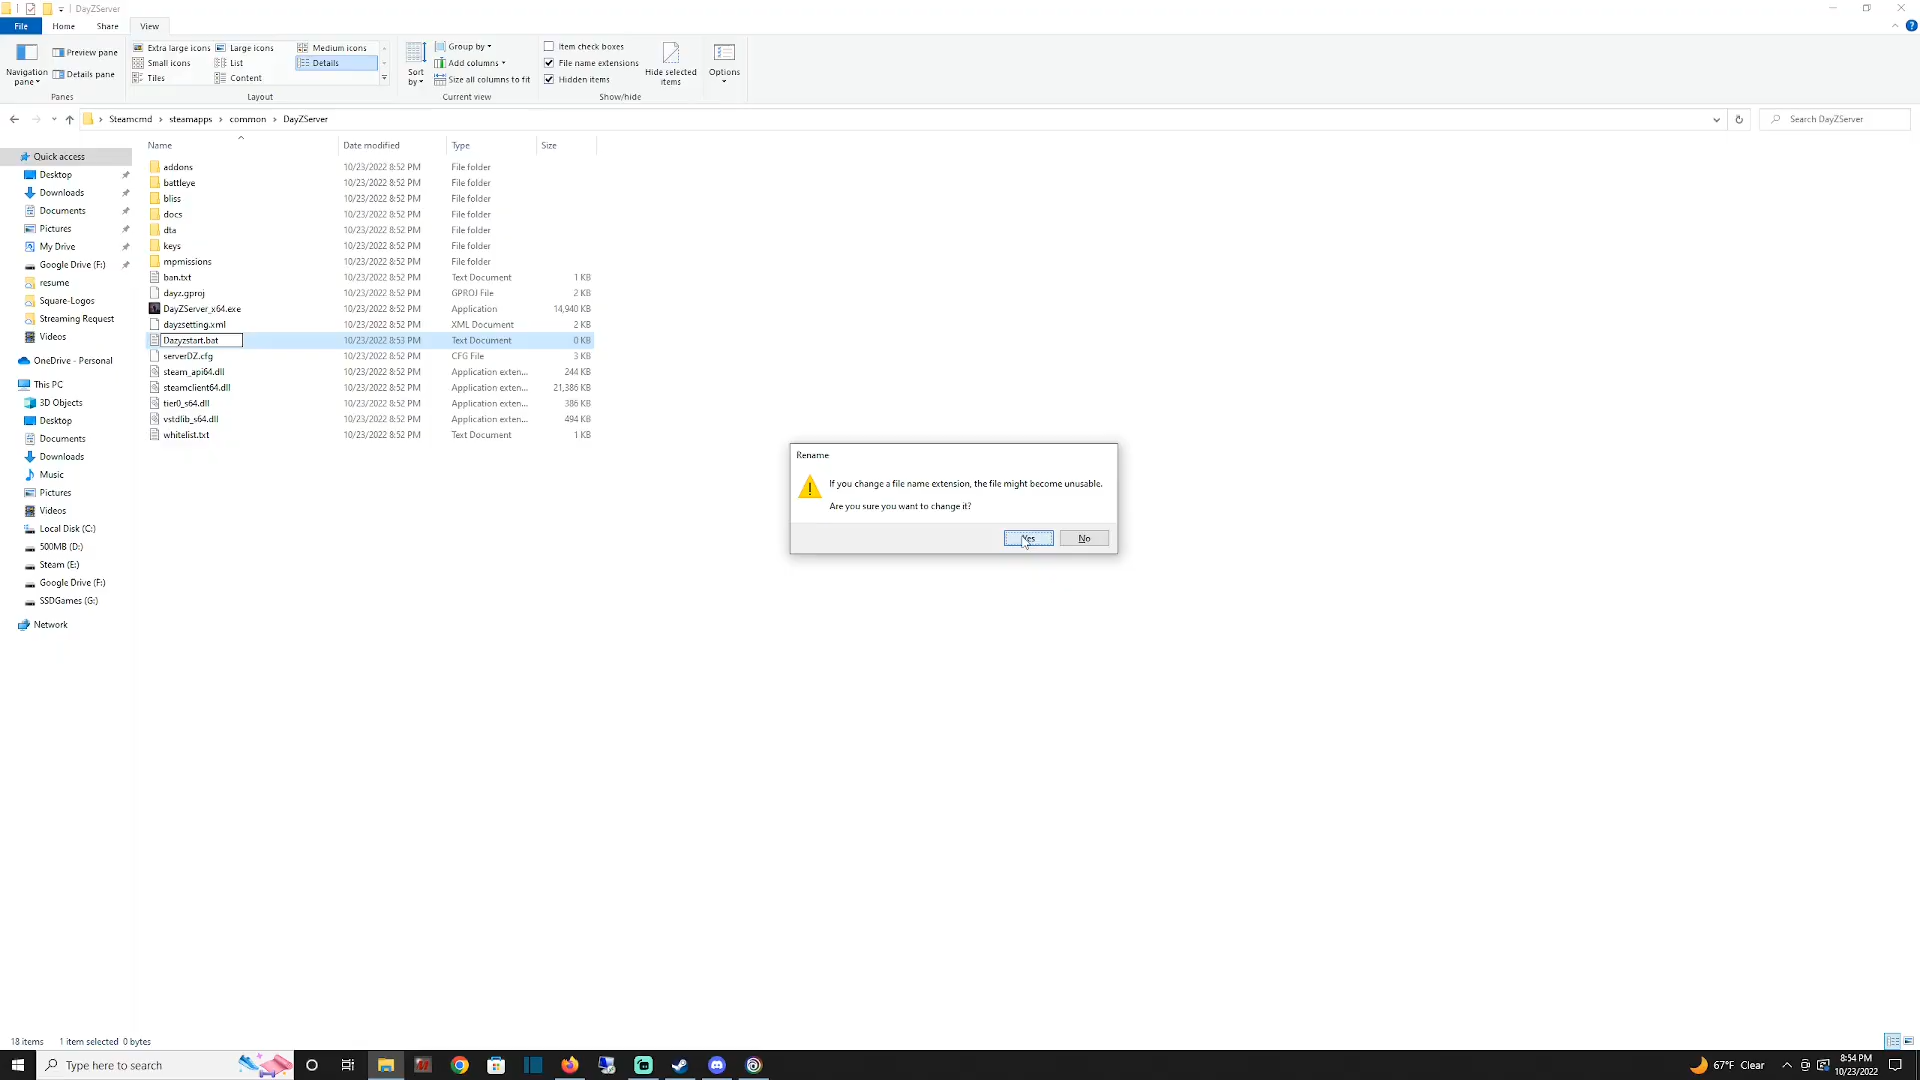 DayZServer
File Home Share View
Navigation pane
Preview pane
Details pane
Panes
Extra large icons Large icons Medium icons
Small icons List Details
Tiles Content
Layout
Sort by
Group by
Add columns
Size all columns to fit
Current view
Item check boxes
File name extensions
Hidden items
Hide selected items
Options
Show/hide
Steamcmd steamapps common DayZServer
Search DayZServer
Name Date modified Type Size
addons 10/23/2022 8:52 PM File folder
battleye 10/23/2022 8:52 PM File folder
bliss 10/23/2022 8:52 PM File folder
docs 10/23/2022 8:52 PM File folder
dta 10/23/2022 8:52 PM File folder
keys 10/23/2022 8:52 PM File folder
mpmissions 10/23/2022 8:52 PM File folder
ban.txt 10/23/2022 8:52 PM Text Document 1 KB
dayz.gproj 10/23/2022 8:52 PM GPROJ File 2 KB
DayZServer_x64.exe 10/23/2022 8:52 PM Application 14,940 KB
dayzsetting.xml 10/23/2022 8:52 PM XML Document 2 KB
Dazyzstart.bat 10/23/2022 8:53 PM Text Document 0 KB
serverDZ.cfg 10/23/2022 8:52 PM CFG File 3 KB
steam_api64.dll 10/23/2022 8:52 PM Application exten... 244 KB
steamclient64.dll 10/23/2022 8:52 PM Application exten... 21,386 KB
tier0_s64.dll 10/23/2022 8:52 PM Application exten... 386 KB
vstdlib_s64.dll 10/23/2022 8:52 PM Application exten... 494 KB
whitelist.txt 10/23/2022 8:52 PM Text Document 1 KB
Quick access
Desktop
Downloads
Documents
Pictures
My Drive
Google Drive (F:)
resume
Square-Logos
Streaming Request
Videos
OneDrive - Personal
This PC
3D Objects
Desktop
Documents
Downloads
Music
Pictures
Videos
Local Disk (C:)
500MB (D:)
Steam (E:)
Google Drive (F:)
SSDGames (G:)
Network
Rename
If you change a file name extension, the file might become unusable.
Are you sure you want to change it?
Yes No
18 items 1 item selected 0 bytes
Type here to search
67°F Clear
8:54 PM
10/23/2022